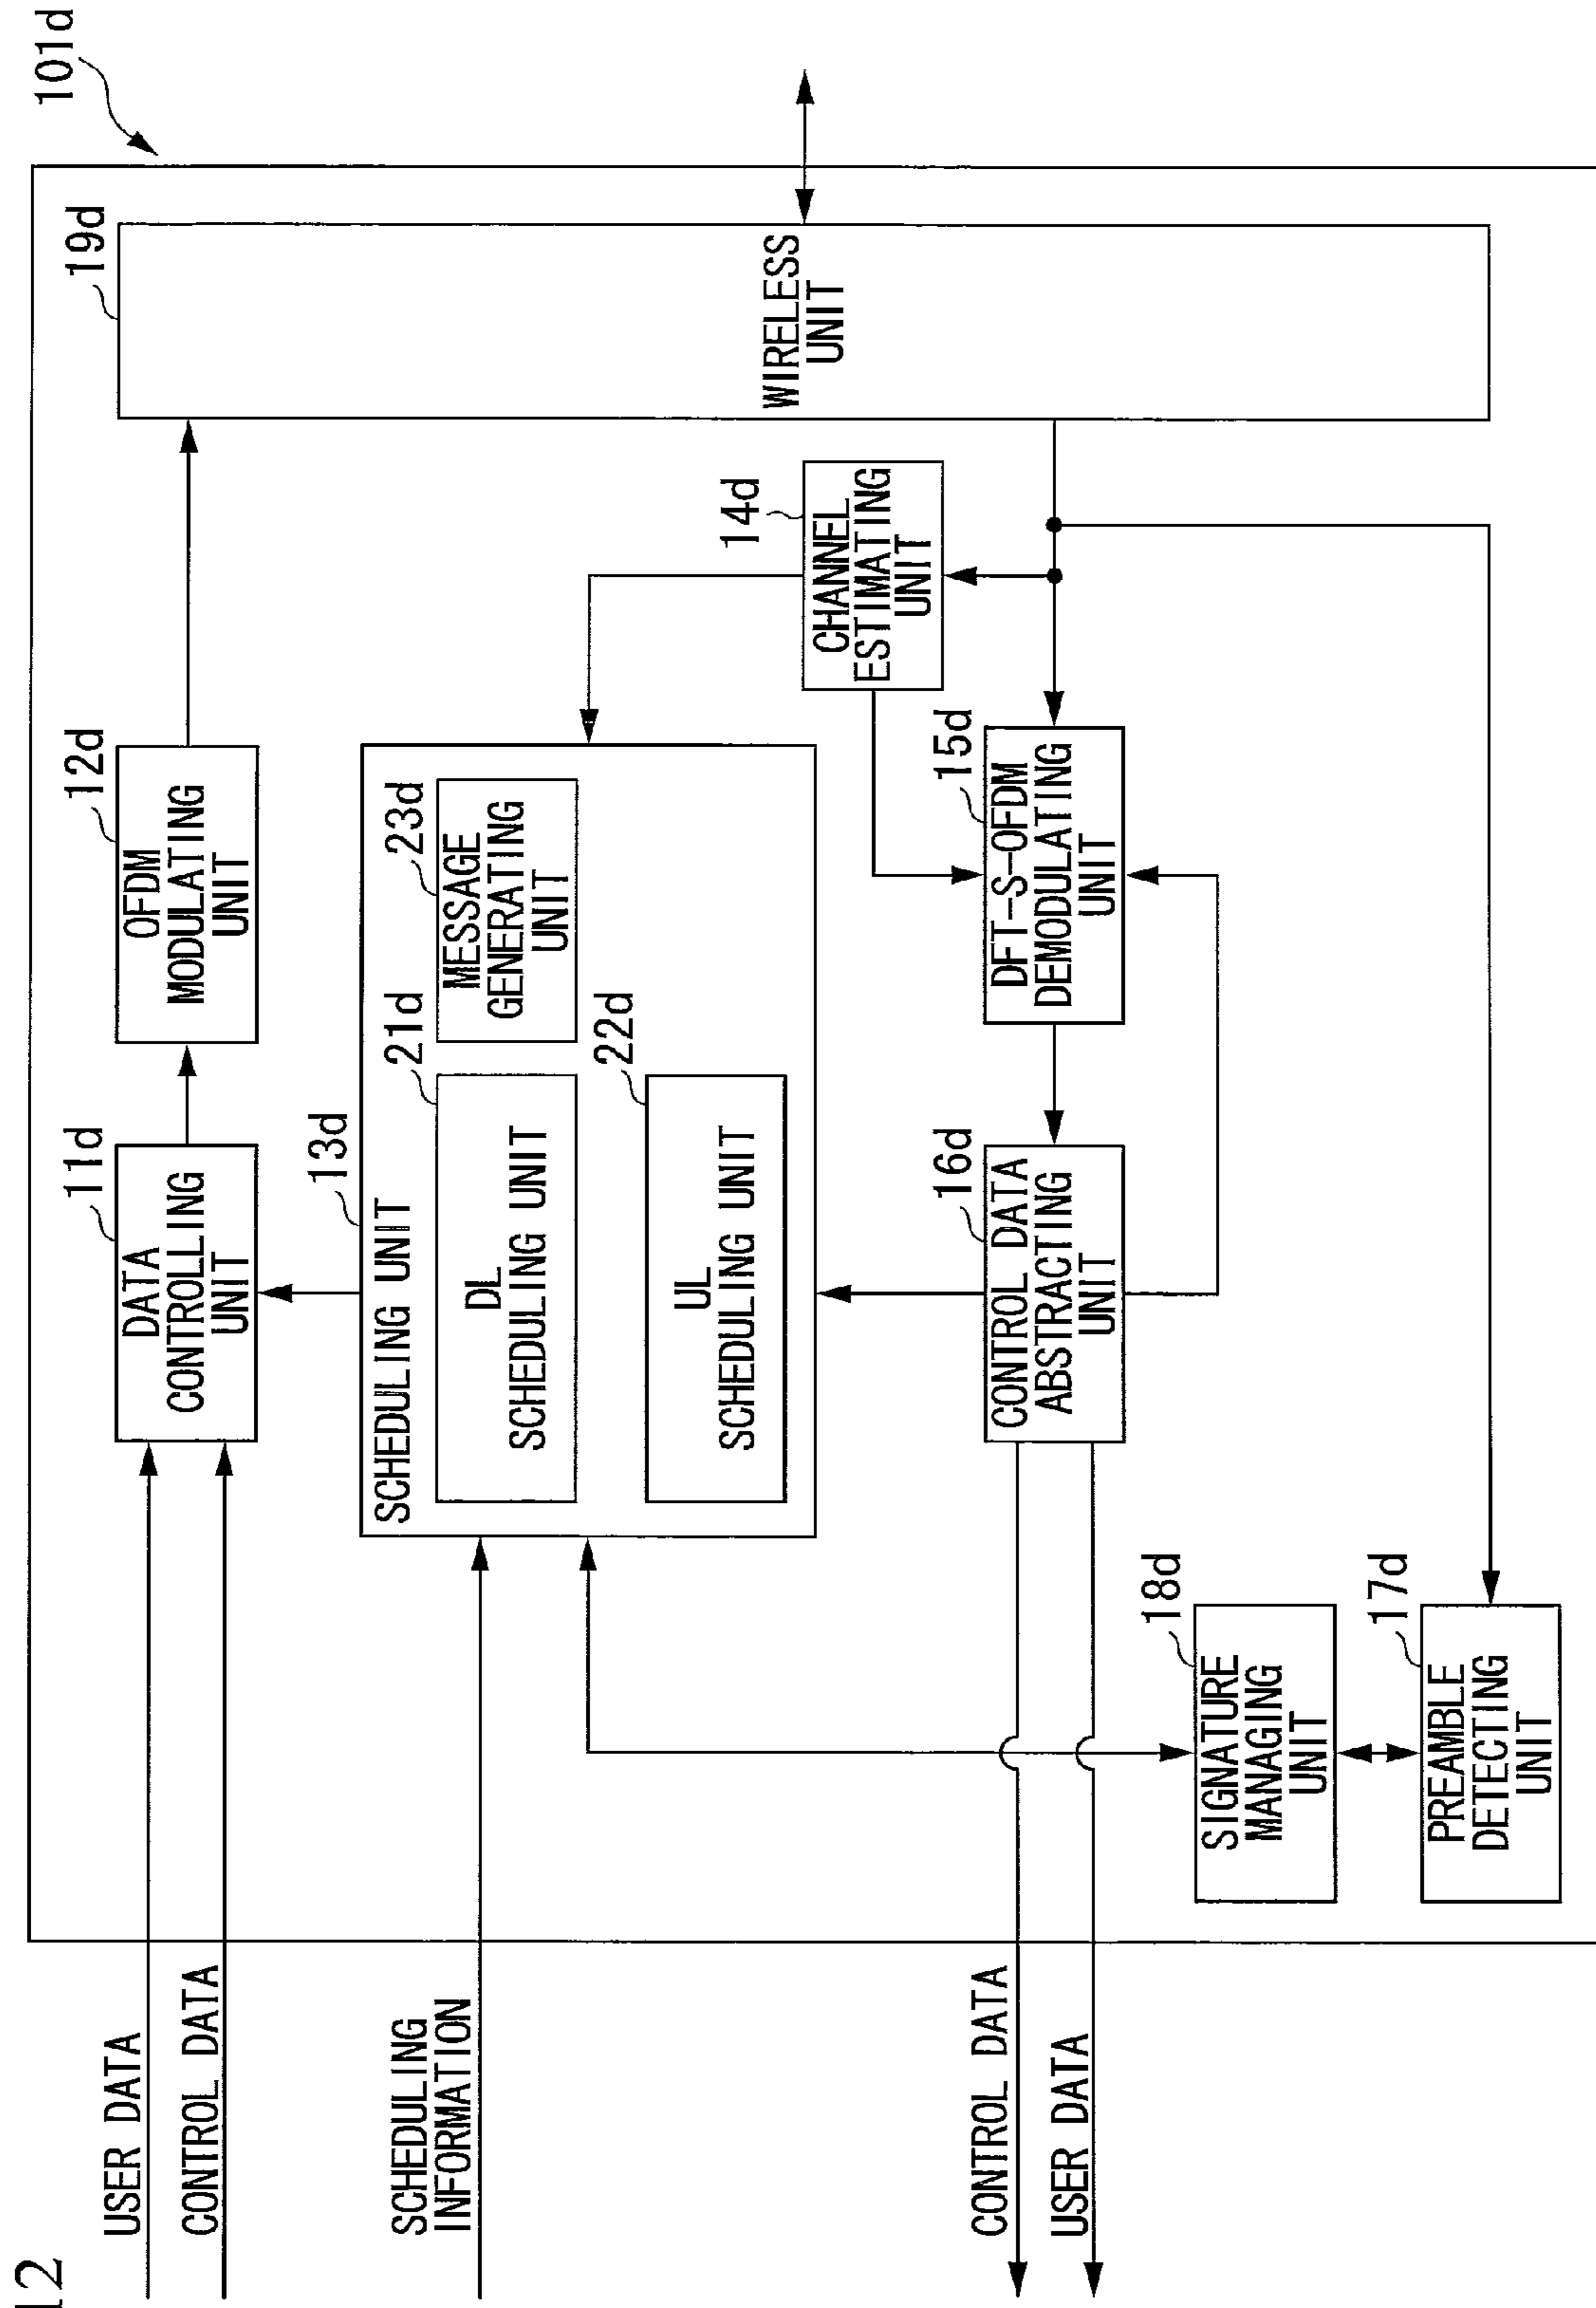 12
101d
USER DATA
CONTROL DATA
11d
DATA
CONTROLLING
UNIT
12d
OFDM
MODULATING
UNIT
19d
WIRELESS
UNIT
SCHEDULING
INFORMATION
13d
SCHEDULING UNIT
21d
DL
SCHEDULING UNIT
23d
MESSAGE
GENERATING
UNIT
22d
UL
SCHEDULING UNIT
14d
CHANNEL
ESTIMATING
UNIT
CONTROL DATA
USER DATA
16d
CONTROL DATA
ABSTRACTING
UNIT
15d
DFT-S-OFDM
DEMODULATING
UNIT
18d
SIGNATURE
MANAGING
UNIT
17d
PREAMBLE
DETECTING
UNIT